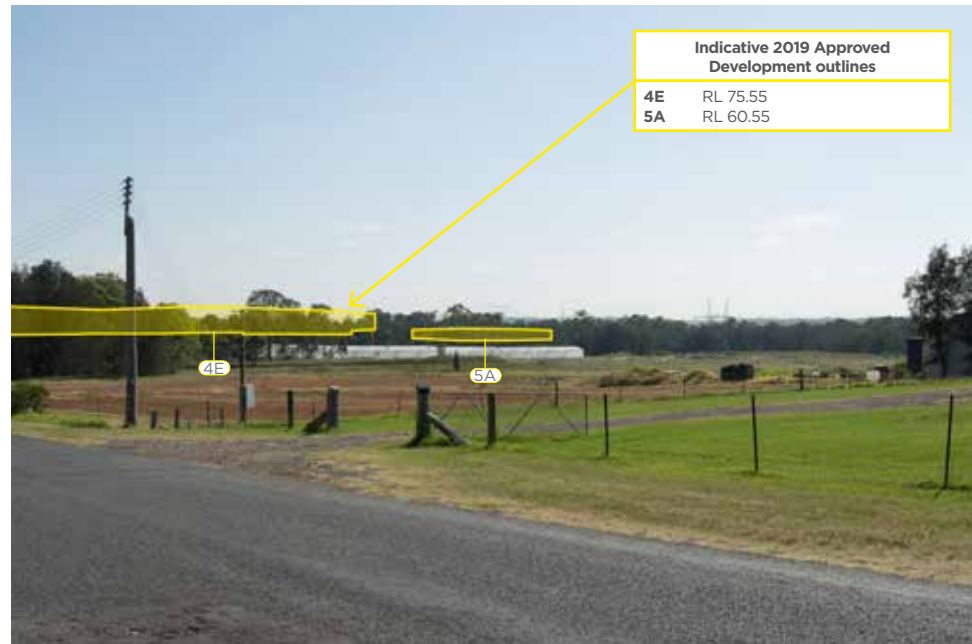 Indicative 2019 Approved
Development outlines
4E RL 75.55
5A RL 60.55
4E
5A